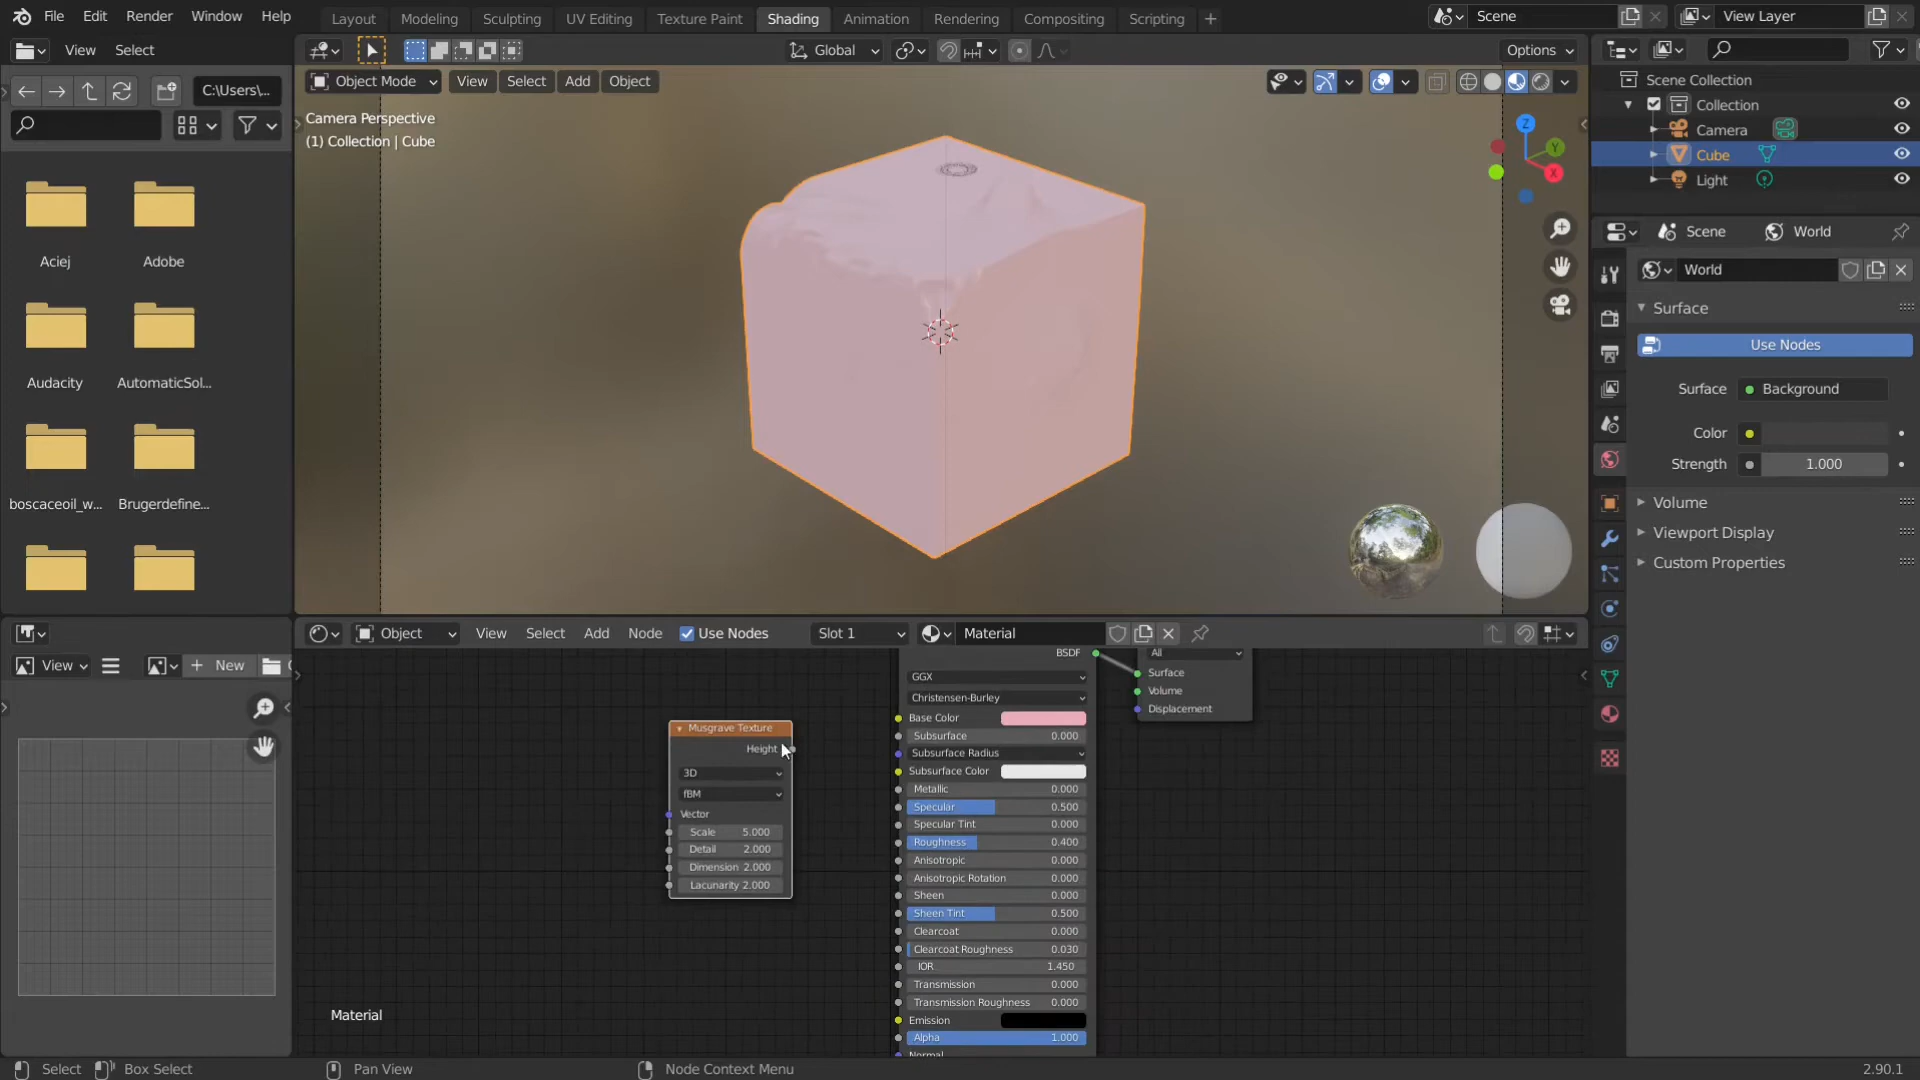 File Edit Render Window Help
Layout Modeling Sculpting UV Editing Texture Paint Shading Animation Rendering Compositing Scripting +
Scene
View Layer
View Select
Global
Options
C:\Users\...
Object Mode View Select Add Object
Camera Perspective
(1) Collection | Cube
Z
Y
X
Aciej
Adobe
Audacity
AutomaticSol...
boscaceoil_w...
Brugerdefine...
Scene Collection
Collection
Camera
Cube
Light
Scene
World
World
Surface
Use Nodes
Surface Background
Color
Strength 1.000
Volume
Viewport Display
Custom Properties
View
New
Object View Select Add Node Use Nodes Slot 1 Material
Musgrave Texture
Height
3D
fBM
Vector
Scale 5.000
Detail 2.000
Dimension 2.000
Lacunarity 2.000
BSDF
GGX
Christensen-Burley
Base Color
Subsurface 0.000
Subsurface Radius
Subsurface Color
Metallic 0.000
Specular 0.500
Specular Tint 0.000
Roughness 0.400
Anisotropic 0.000
Anisotropic Rotation 0.000
Sheen 0.000
Sheen Tint 0.500
Clearcoat 0.000
Clearcoat Roughness 0.030
IOR 1.450
Transmission 0.000
Transmission Roughness 0.000
Emission
Alpha 1.000
Normal
All
Surface
Volume
Displacement
Material
Select Box Select Pan View Node Context Menu 2.90.1